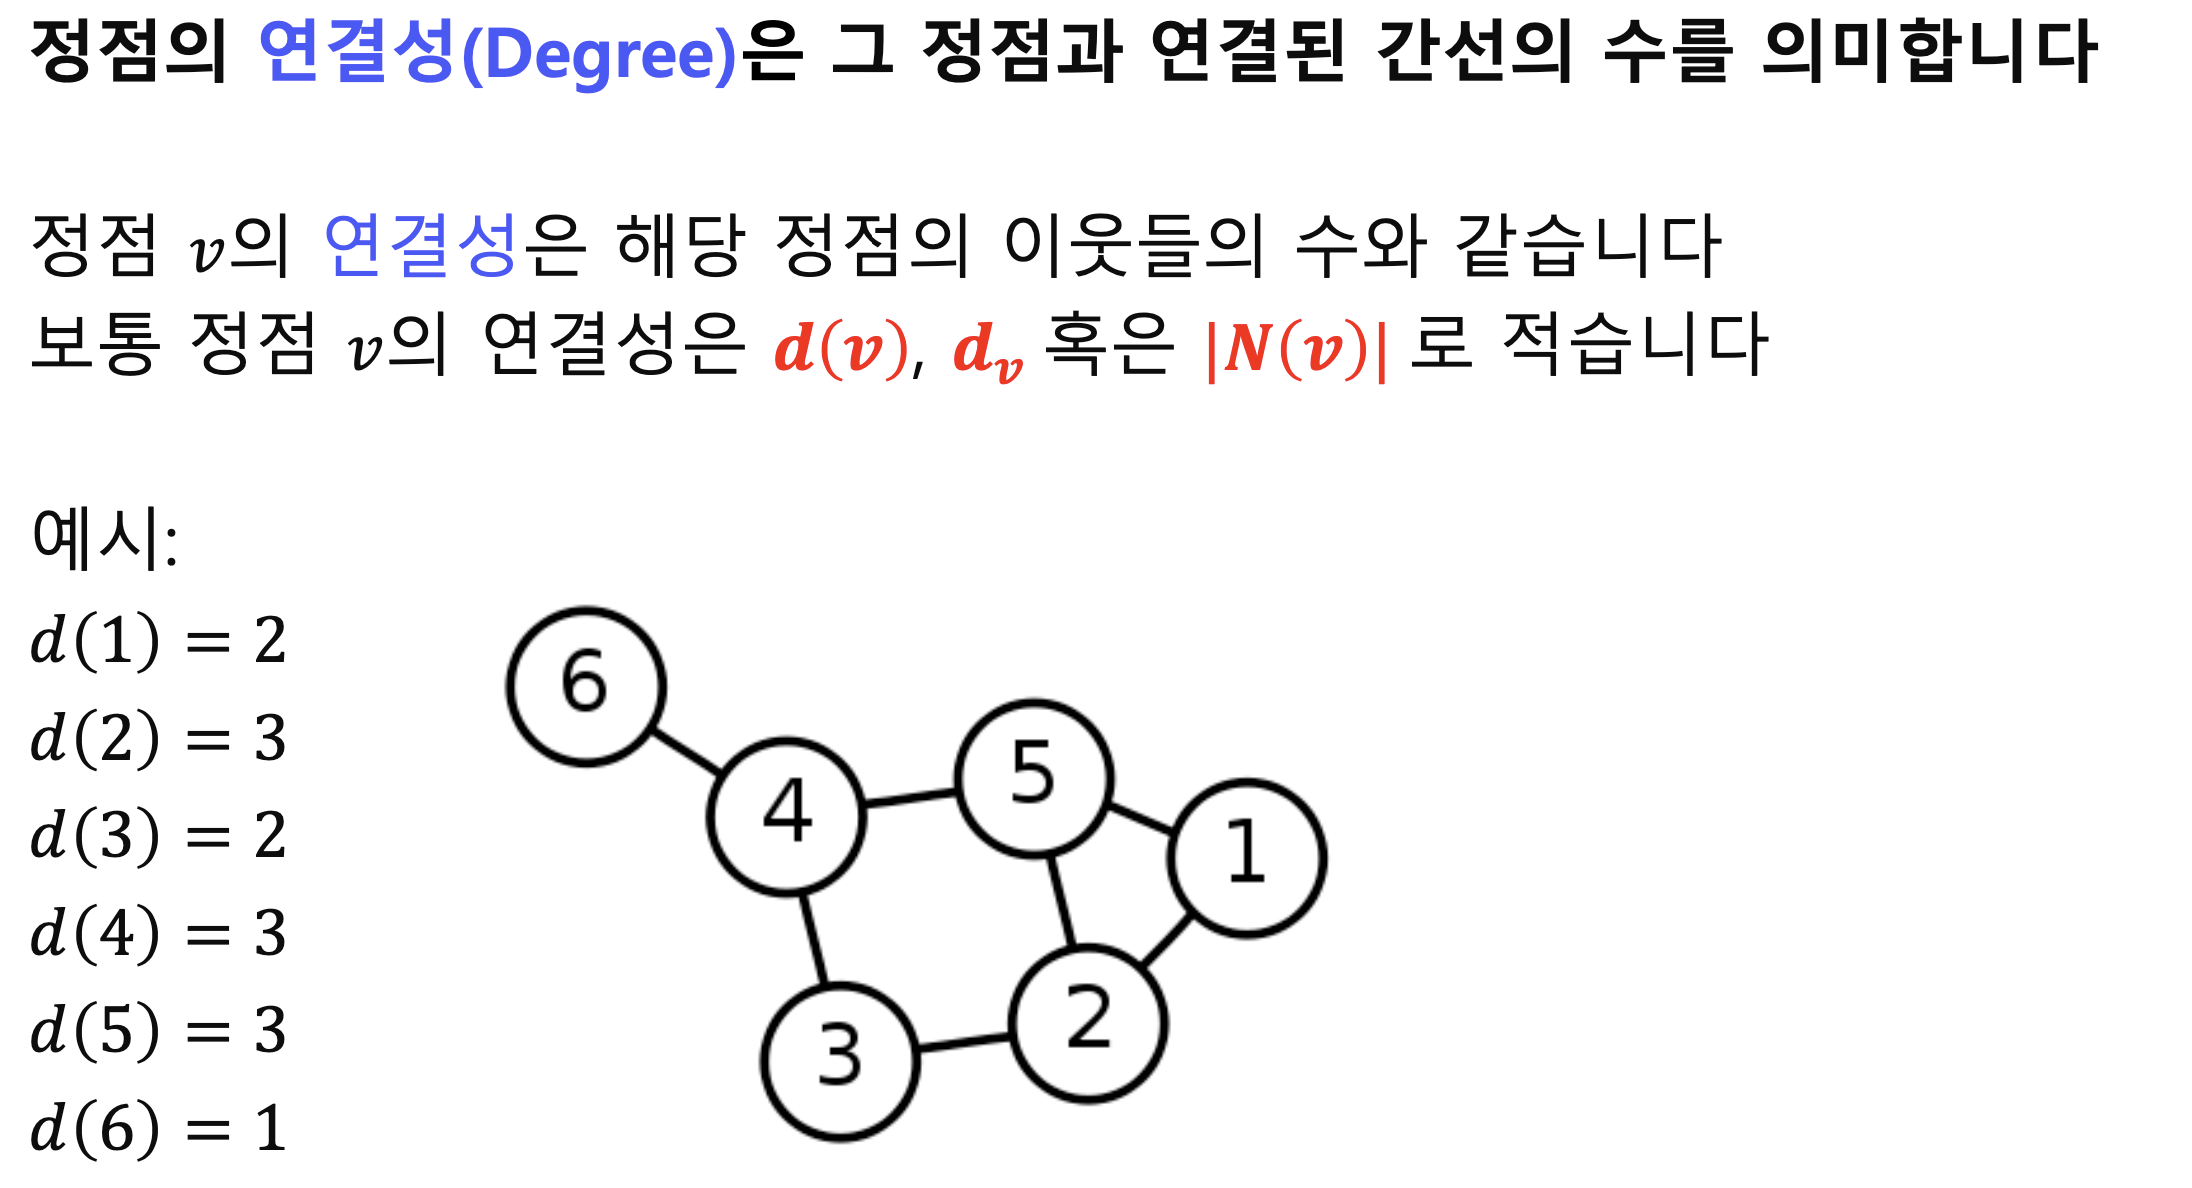 정점의 연결성(Degree)은 그 정점과 연결된 간선의 수를 의미합니다
정점 v의 연결성은 해당 정점의 이웃들의 수와 같습니다
보통 정점 v의 연결성은 d(v), d_v 혹은 |N(v)| 로 적습니다
예시:
d(1) = 2
d(2) = 3
d(3) = 2
d(4) = 3
d(5) = 3
d(6) = 1
6
5
4
1
2
3